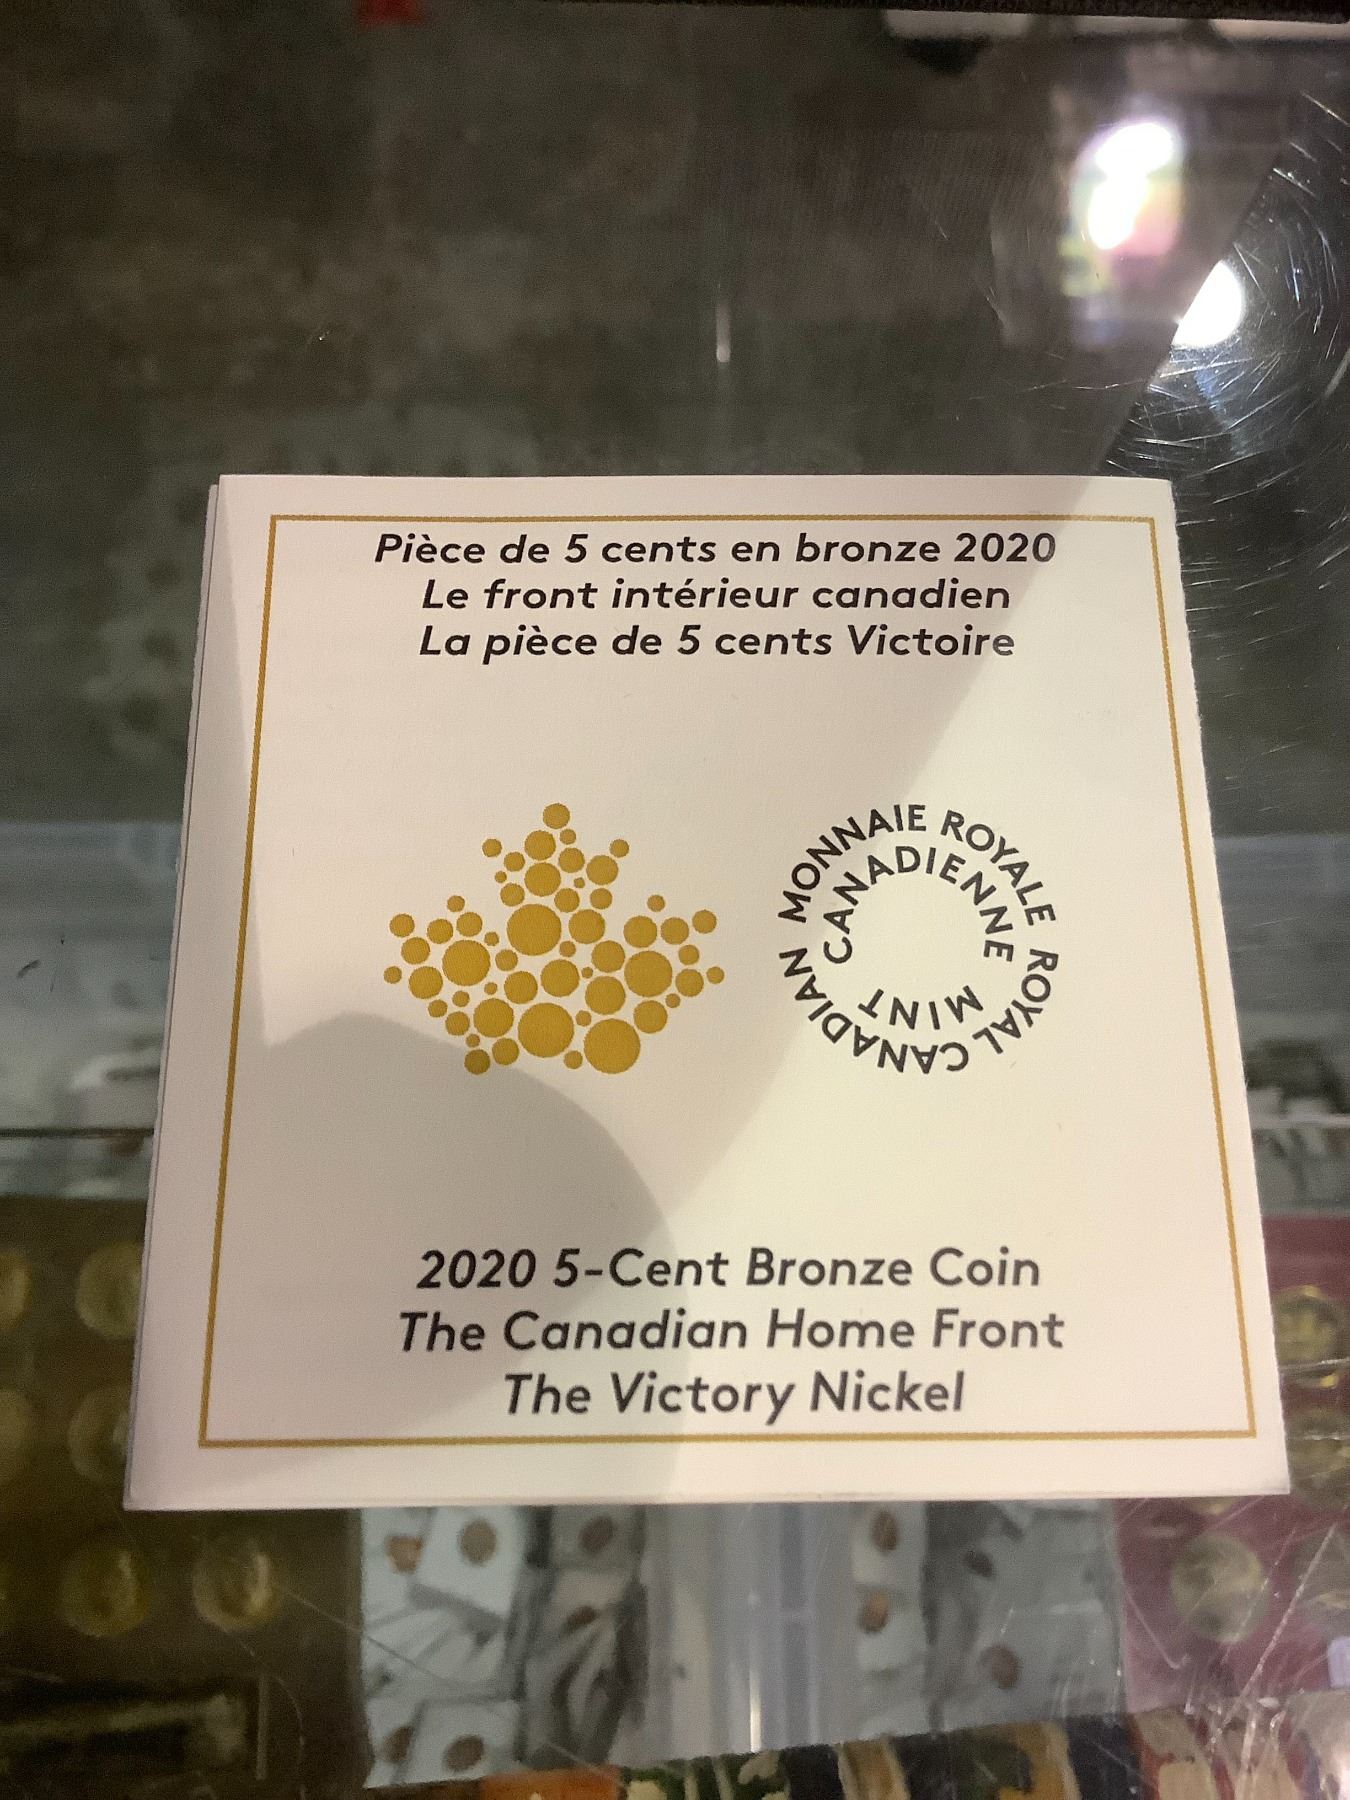 Pièce de 5 cents en bronze 2020
Le front intérieur canadien
La pièce de 5 cents Victoire
MONNAIE ROYALE
CANADIENNE
ROYAL CANADIAN
MINT
2020 5-Cent Bronze Coin
The Canadian Home Front
The Victory Nickel